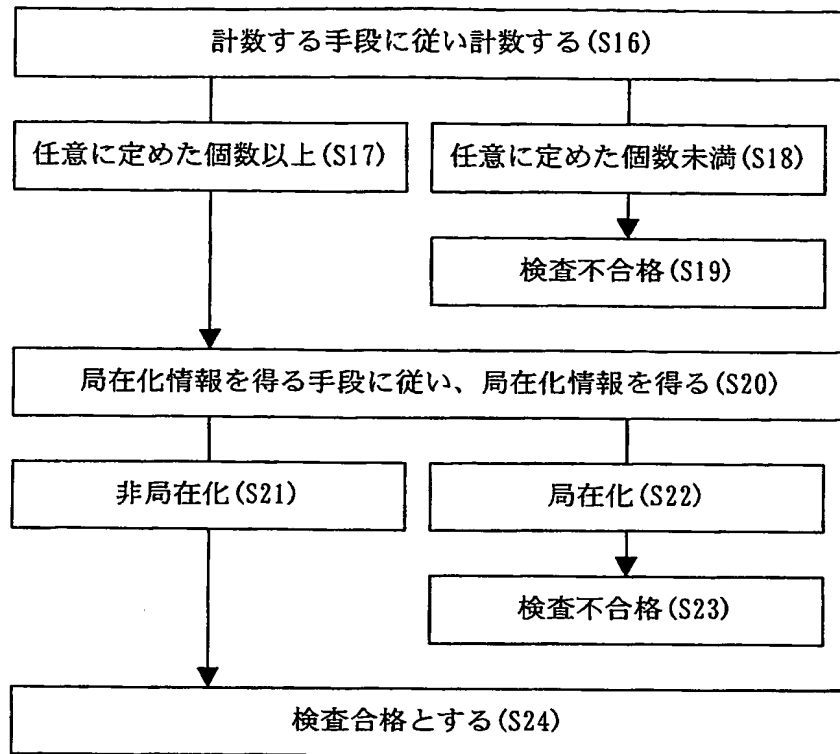 計数する手段に従い計数する(S16)
任意に定めた個数以上(S17)
任意に定めた個数未満(S18)
検査不合格(S19)
局在化情報を得る手段に従い、局在化情報を得る(S20)
非局在化(S21)
局在化(S22)
検査不合格(S23)
検査合格とする(S24)